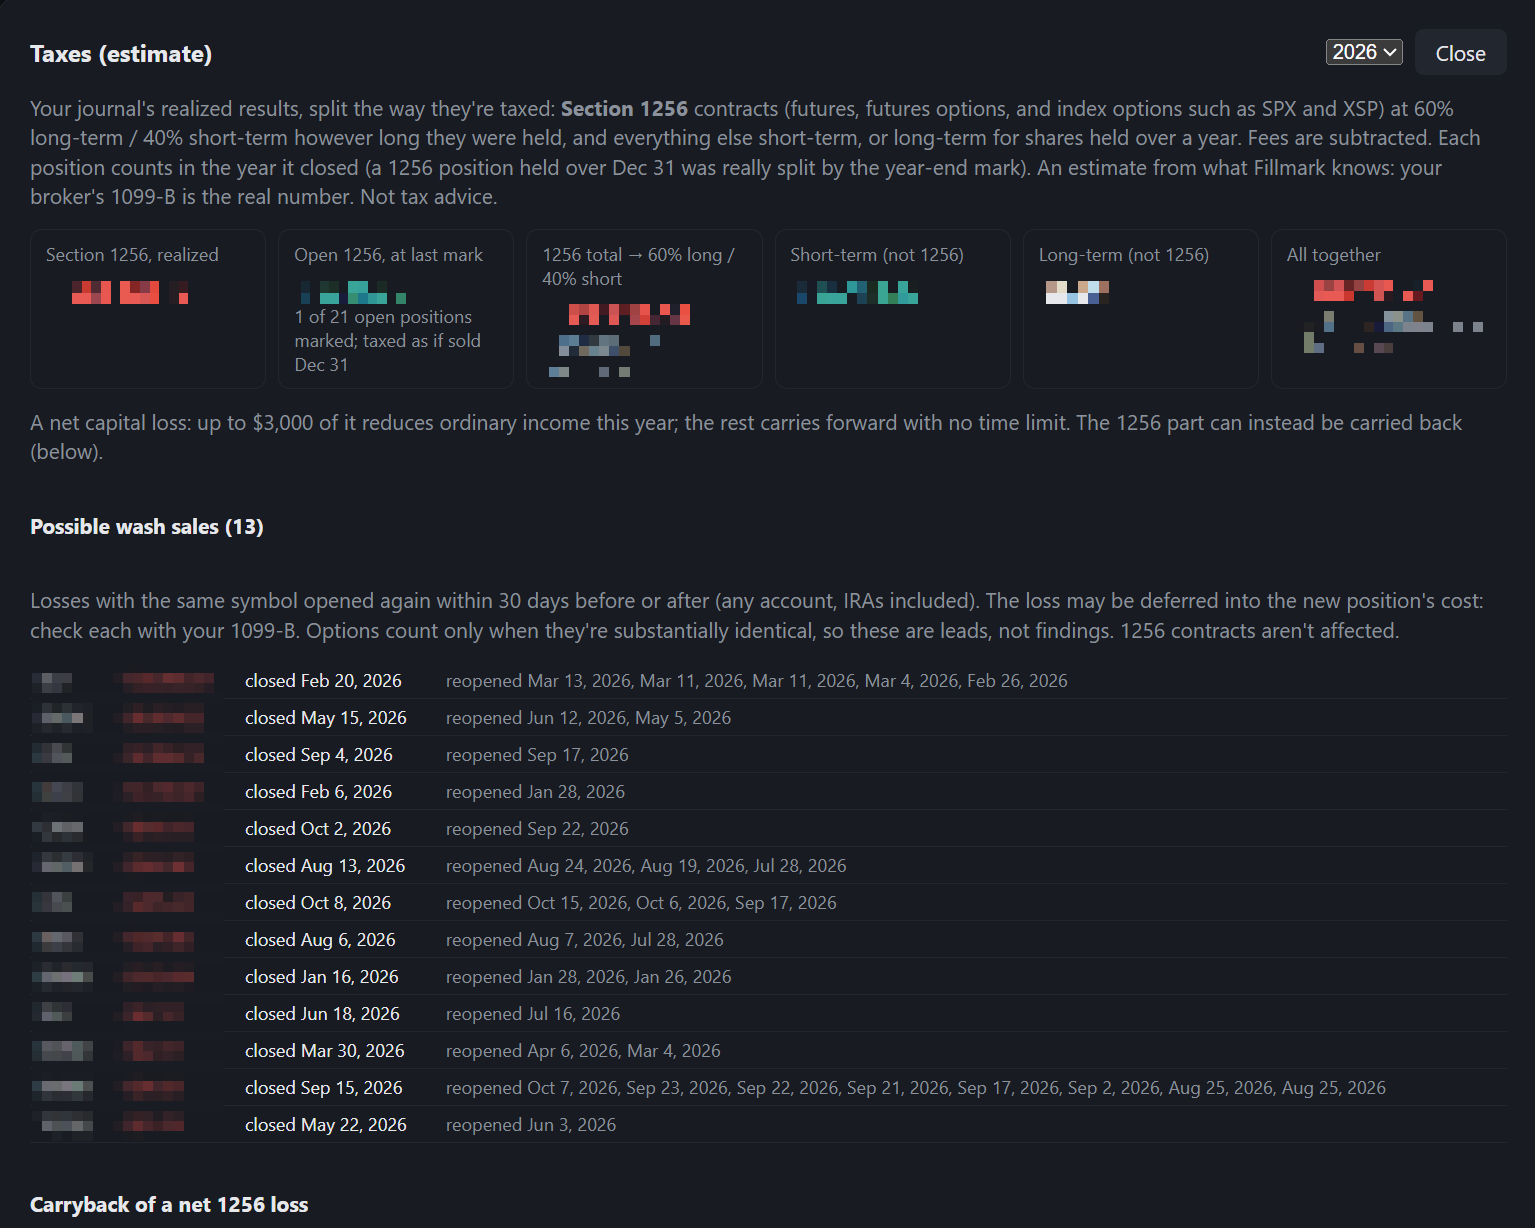 Taxes (estimate)
2026
Close
Your journal's realized results, split the way they're taxed: Section 1256 contracts (futures, futures options, and index options such as SPX and XSP) at 60%
long-term / 40% short-term however long they were held, and everything else short-term, or long-term for shares held over a year. Fees are subtracted. Each
position counts in the year it closed (a 1256 position held over Dec 31 was really split by the year-end mark). An estimate from what Fillmark knows: your
broker's 1099-B is the real number. Not tax advice.
Section 1256, realized
Open 1256, at last mark
1 of 21 open positions
marked; taxed as if sold
Dec 31
1256 total → 60% long /
40% short
Short-term (not 1256)
Long-term (not 1256)
All together
A net capital loss: up to $3,000 of it reduces ordinary income this year; the rest carries forward with no time limit. The 1256 part can instead be carried back
(below).
Possible wash sales (13)
Losses with the same symbol opened again within 30 days before or after (any account, IRAs included). The loss may be deferred into the new position's cost:
check each with your 1099-B. Options count only when they're substantially identical, so these are leads, not findings. 1256 contracts aren't affected.
closed Feb 20, 2026 reopened Mar 13, 2026, Mar 11, 2026, Mar 11, 2026, Mar 4, 2026, Feb 26, 2026
closed May 15, 2026 reopened Jun 12, 2026, May 5, 2026
closed Sep 4, 2026 reopened Sep 17, 2026
closed Feb 6, 2026 reopened Jan 28, 2026
closed Oct 2, 2026 reopened Sep 22, 2026
closed Aug 13, 2026 reopened Aug 24, 2026, Aug 19, 2026, Jul 28, 2026
closed Oct 8, 2026 reopened Oct 15, 2026, Oct 6, 2026, Sep 17, 2026
closed Aug 6, 2026 reopened Aug 7, 2026, Jul 28, 2026
closed Jan 16, 2026 reopened Jan 28, 2026, Jan 26, 2026
closed Jun 18, 2026 reopened Jul 16, 2026
closed Mar 30, 2026 reopened Apr 6, 2026, Mar 4, 2026
closed Sep 15, 2026 reopened Oct 7, 2026, Sep 23, 2026, Sep 22, 2026, Sep 21, 2026, Sep 17, 2026, Sep 2, 2026, Aug 25, 2026, Aug 25, 2026
closed May 22, 2026 reopened Jun 3, 2026
Carryback of a net 1256 loss